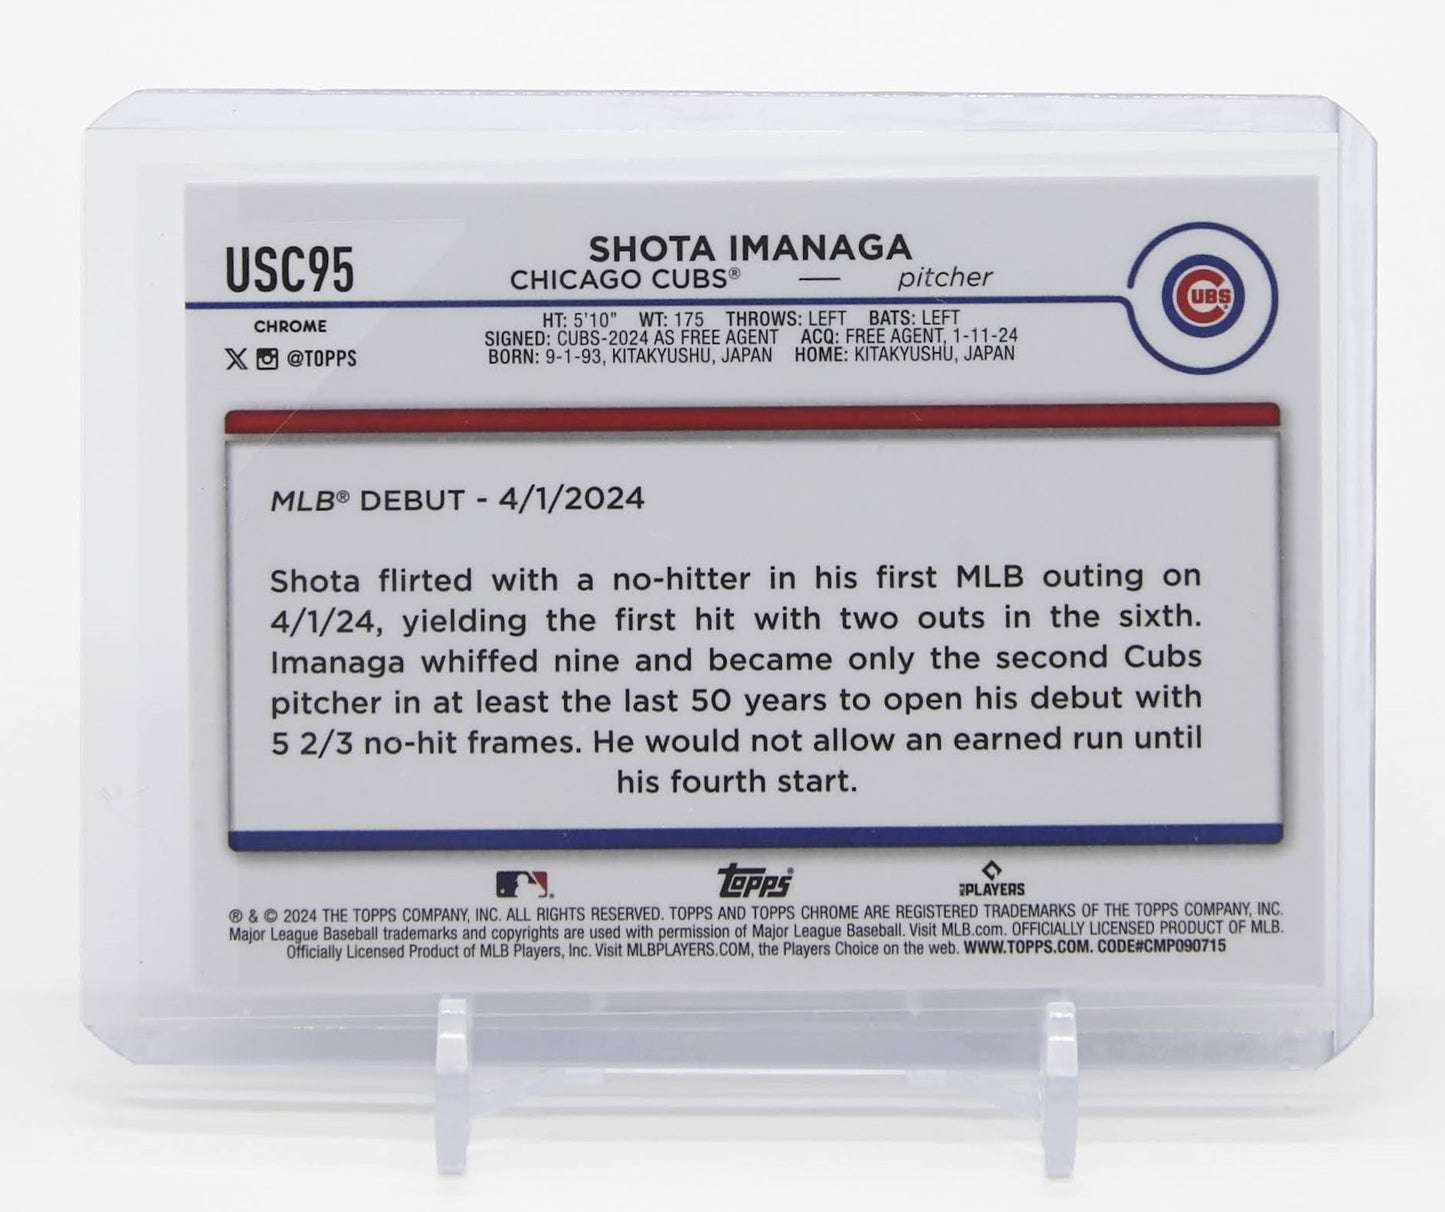 USC95
SHOTA IMANAGA
CHICAGO CUBS® — pitcher
CUBS
CHROME
X @TOPPS
HT: 5'10" WT: 175 THROWS: LEFT BATS: LEFT
SIGNED: CUBS-2024 AS FREE AGENT ACQ: FREE AGENT, 1-11-24
BORN: 9-1-93, KITAKYUSHU, JAPAN HOME: KITAKYUSHU, JAPAN
MLB® DEBUT - 4/1/2024
Shota flirted with a no-hitter in his first MLB outing on
4/1/24, yielding the first hit with two outs in the sixth.
Imanaga whiffed nine and became only the second Cubs
pitcher in at least the last 50 years to open his debut with
5 2/3 no-hit frames. He would not allow an earned run until
his fourth start.
topps®
MLB PLAYERS
® & © 2024 THE TOPPS COMPANY, INC. ALL RIGHTS RESERVED. TOPPS AND TOPPS CHROME ARE REGISTERED TRADEMARKS OF THE TOPPS COMPANY, INC.
Major League Baseball trademarks and copyrights are used with permission of Major League Baseball. Visit MLB.com. OFFICIALLY LICENSED PRODUCT OF MLB.
Officially Licensed Product of MLB Players, Inc. Visit MLBPLAYERS.COM, the Players Choice on the web. WWW.TOPPS.COM. CODE#CMP090715